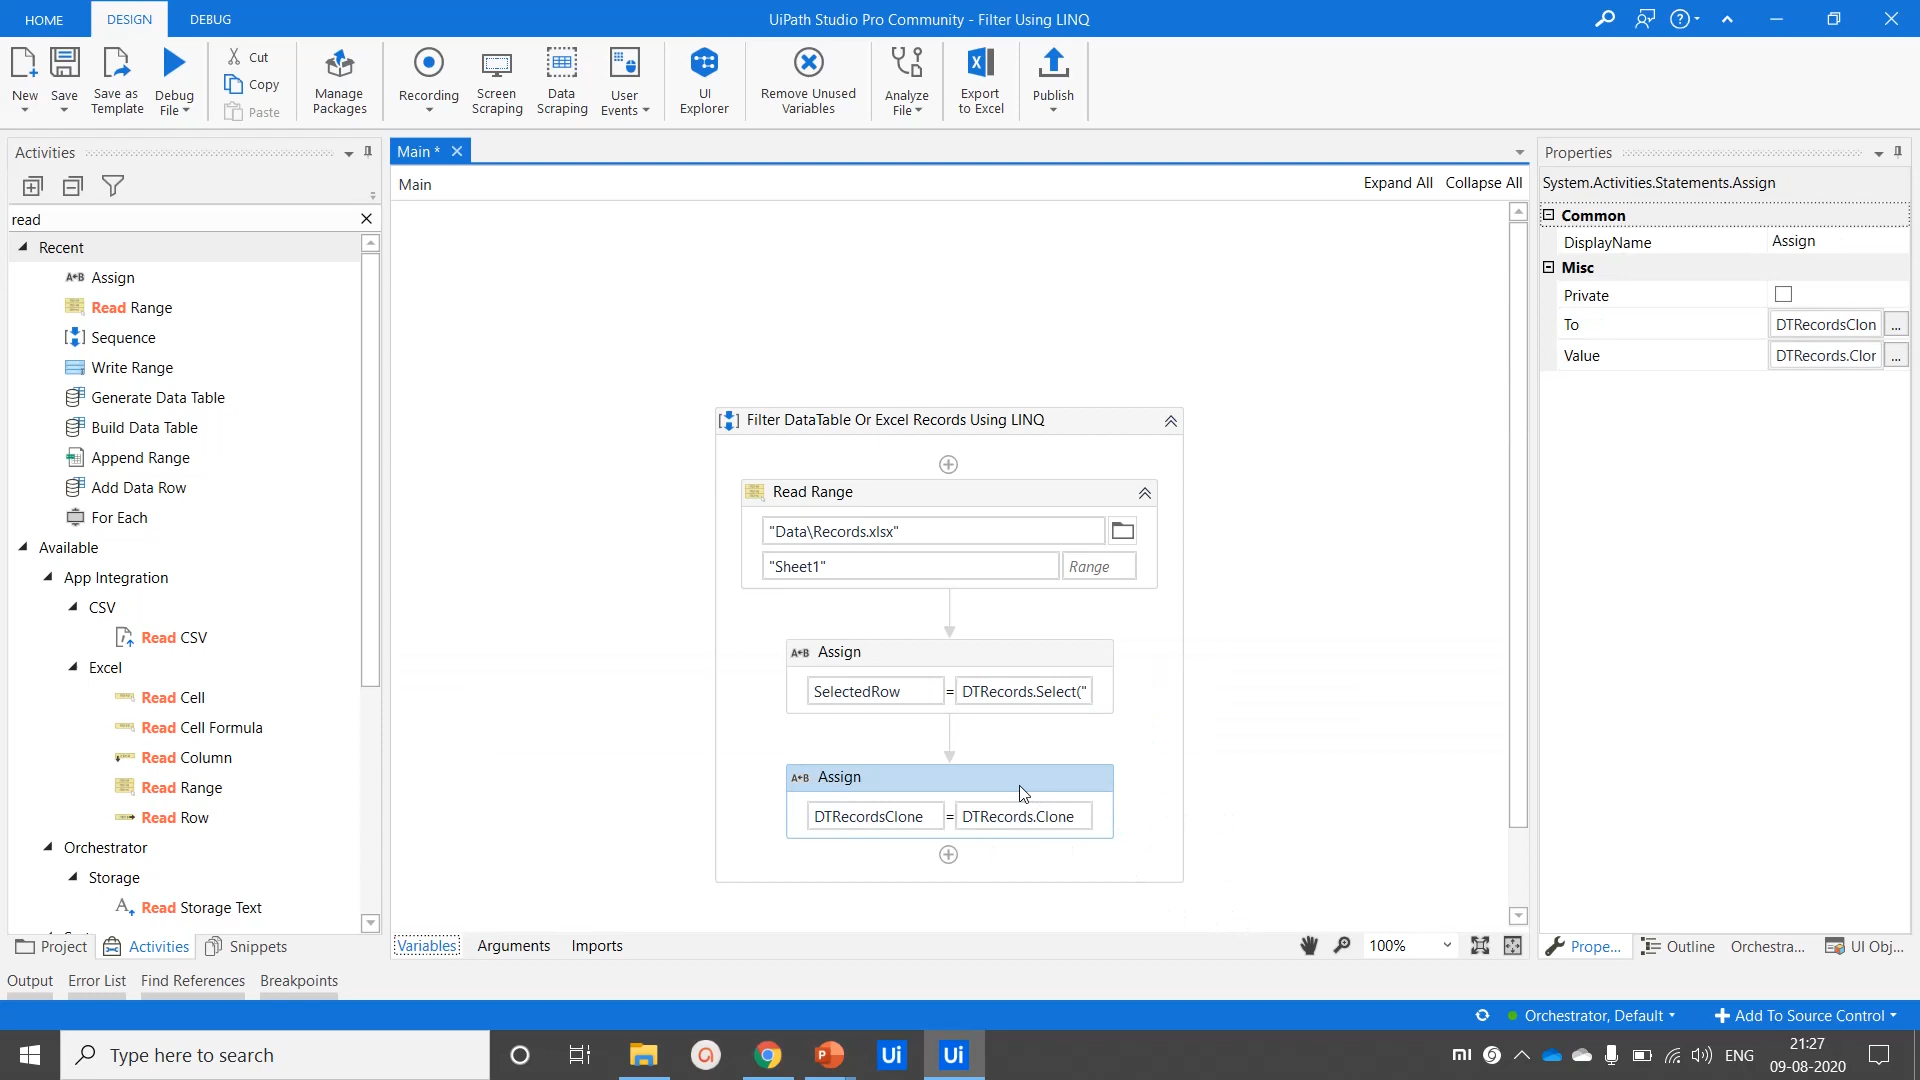 HOME
DESIGN
DEBUG
UiPath Studio Pro Community - Filter Using LINQ
New
Save
Save as Template
Debug File
Cut
Copy
Paste
Manage Packages
Recording
Screen Scraping
Data Scraping
User Events
UI Explorer
Remove Unused Variables
Analyze File
Export to Excel
Publish
Activities
read
Recent
Assign
Read Range
Sequence
Write Range
Generate Data Table
Build Data Table
Append Range
Add Data Row
For Each
Available
App Integration
CSV
Read CSV
Excel
Read Cell
Read Cell Formula
Read Column
Read Range
Read Row
Orchestrator
Storage
Read Storage Text
Project
Activities
Snippets
Main *
Main
Expand All
Collapse All
Filter DataTable Or Excel Records Using LINQ
Read Range
"Data\Records.xlsx"
"Sheet1"
Range
A+B Assign
SelectedRow = DTRecords.Select("
A+B Assign
DTRecordsClone = DTRecords.Clone
Variables
Arguments
Imports
100%
Properties
System.Activities.Statements.Assign
Common
DisplayName Assign
Misc
Private
To DTRecordsClon ...
Value DTRecords.Clor ...
Prope...
Outline
Orchestra...
UI Obj...
Output
Error List
Find References
Breakpoints
Orchestrator, Default
Add To Source Control
Type here to search
Ui
Ui
mi
ENG
21:27
09-08-2020